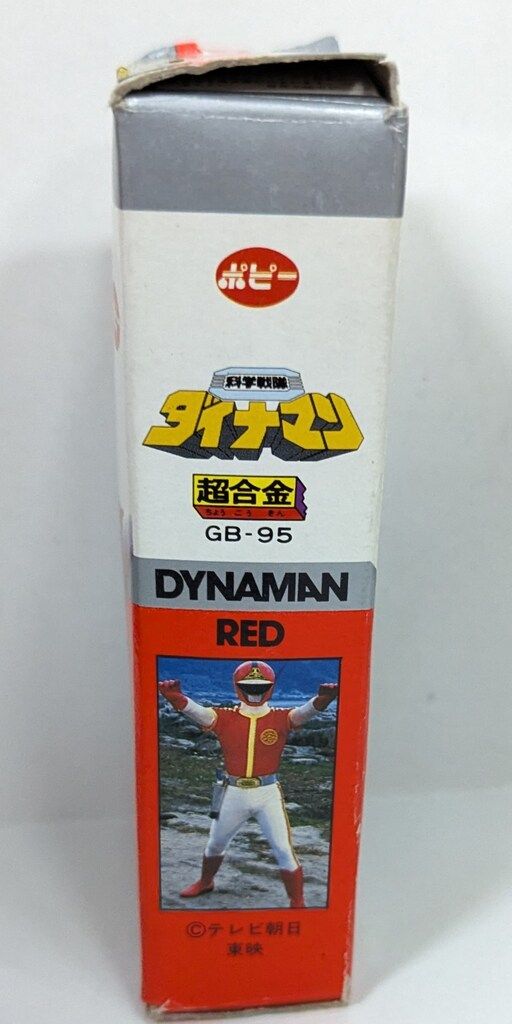 ポピー
科学戦隊
ダイナマン
超合金
ちょう ごう きん
GB-95
DYNAMAN
RED
©テレビ朝日
東映